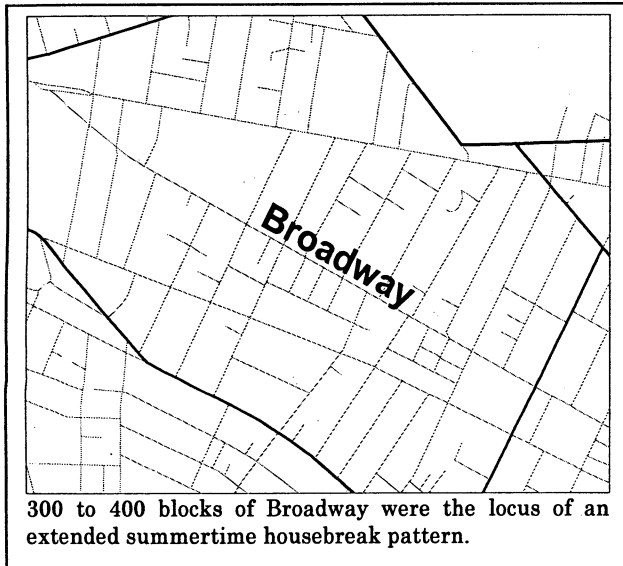 Broadway
300 to 400 blocks of Broadway were the locus of an
extended summertime housebreak pattern.